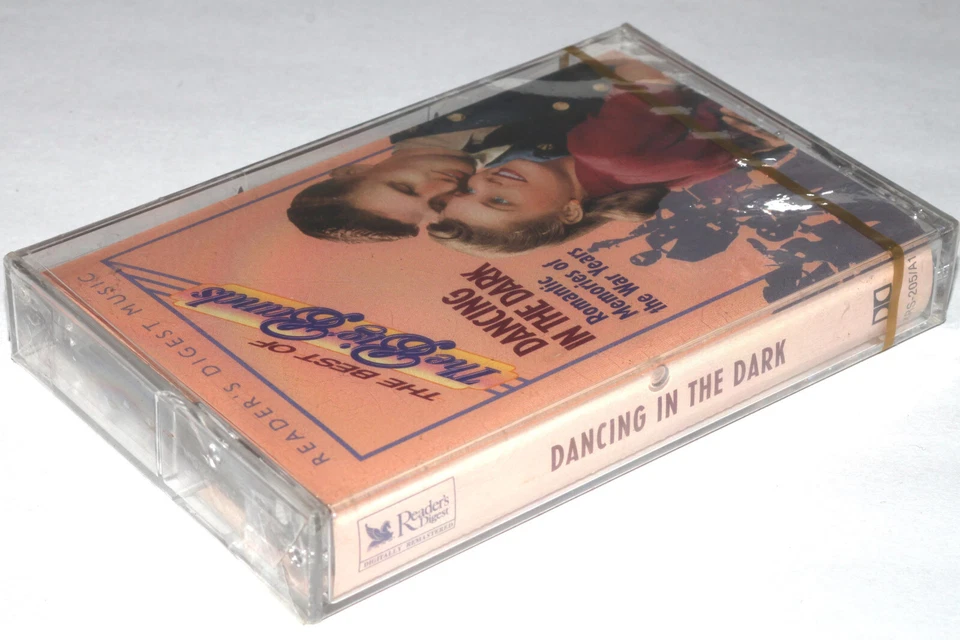 READER'S DIGEST MUSIC
THE BEST OF
The Big Bands
DANCING
IN THE DARK
Romantic
Memories of
the War Years
Reader's
Digest
DIGITALLY REMASTERED
DANCING IN THE DARK